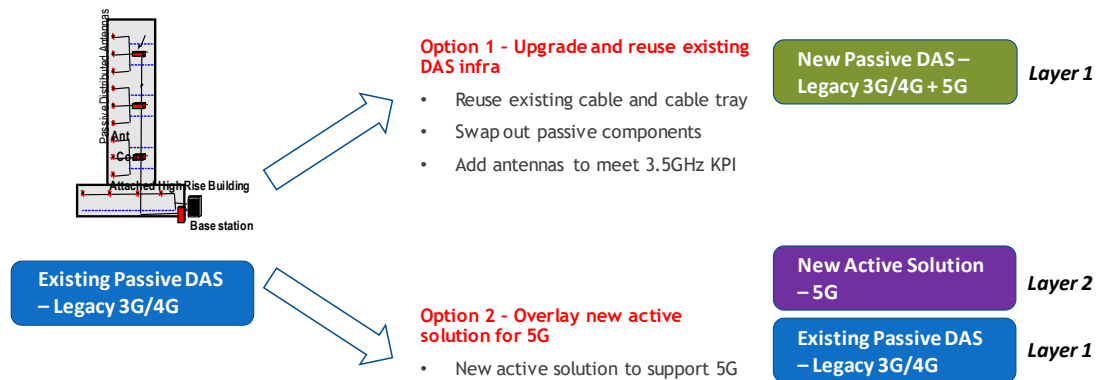 Passive Distributed Antennas
Ant
Attached High Rise Building
Base station
Existing Passive DAS
– Legacy 3G/4G
Option 1 – Upgrade and reuse existing
DAS infra
• Reuse existing cable and cable tray
• Swap out passive components
• Add antennas to meet 3.5GHz KPI
New Passive DAS –
Legacy 3G/4G + 5G
Layer 1
Option 2 – Overlay new active
solution for 5G
• New active solution to support 5G
New Active Solution
– 5G
Layer 2
Existing Passive DAS
– Legacy 3G/4G
Layer 1